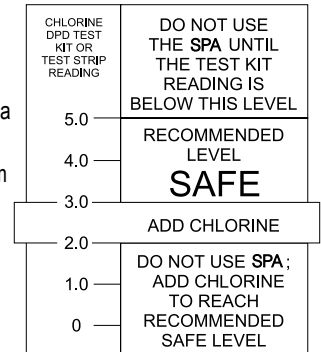 CHLORINE
DPD TEST
KIT OR
TEST STRIP
READING
DO NOT USE
THE SPA UNTIL
THE TEST KIT
READING IS
BELOW THIS LEVEL
a
5.0
RECOMMENDED
LEVEL
SAFE
4.0
3.0
ADD CHLORINE
2.0
DO NOT USE SPA;
ADD CHLORINE
TO REACH
RECOMMENDED
SAFE LEVEL
1.0
0